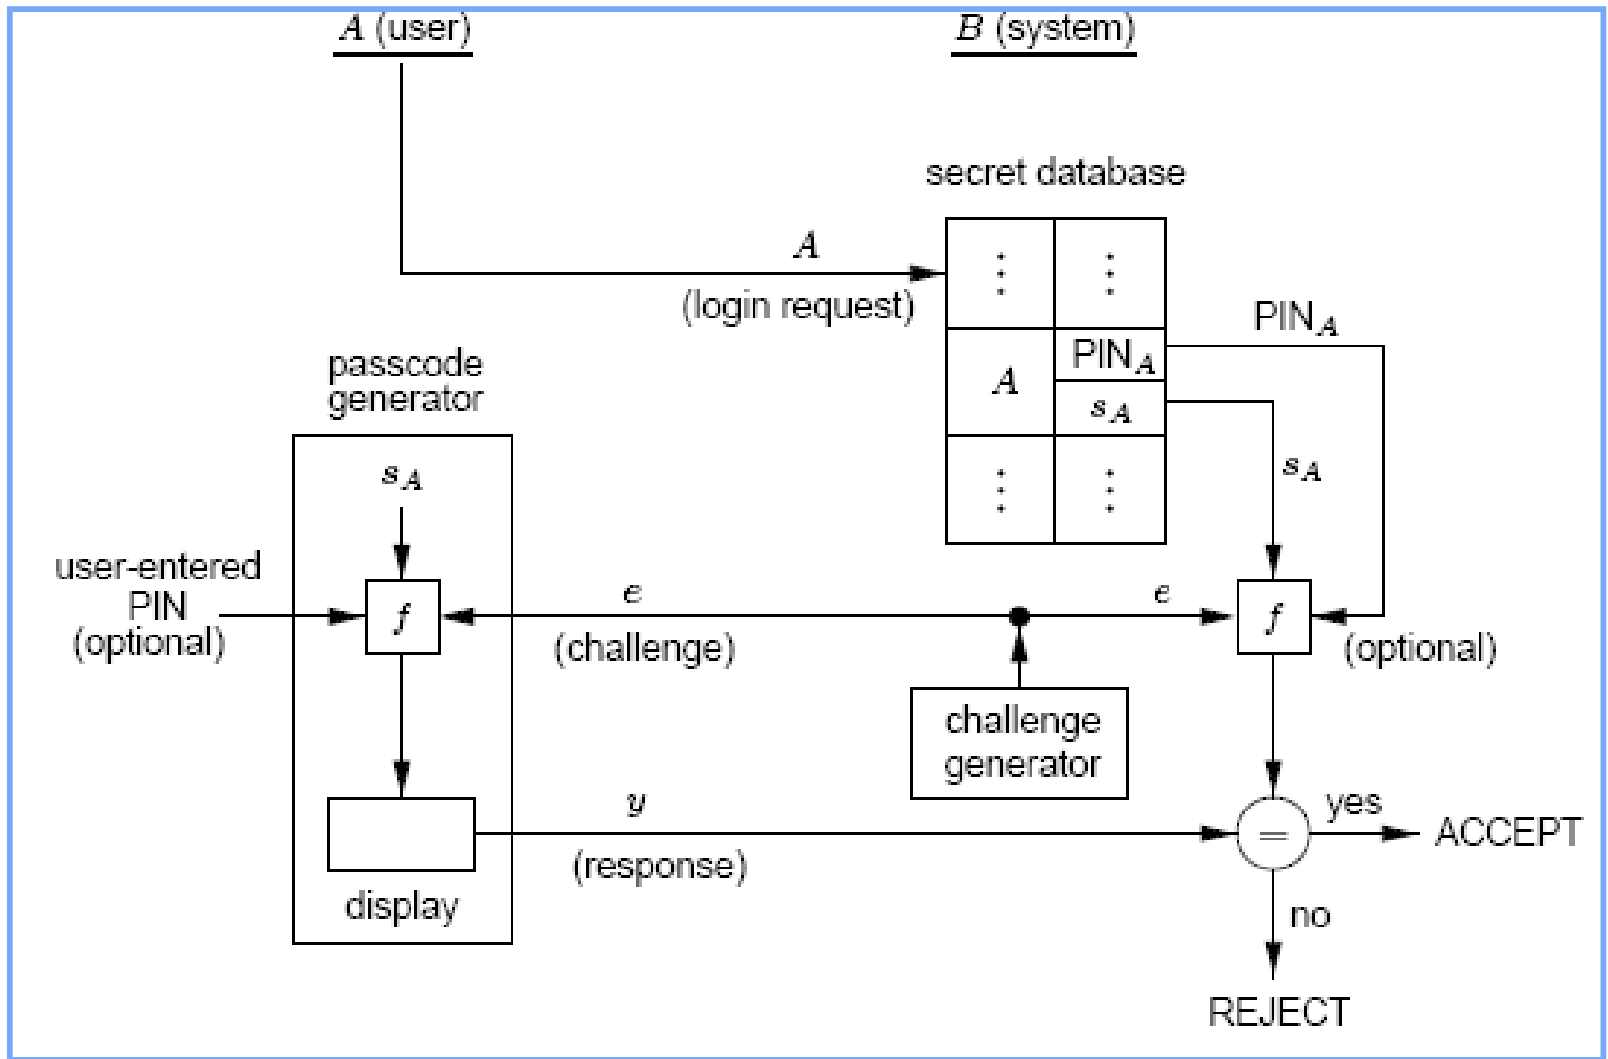 A (user)
B (system)
secret database
A
(login request)
⋮ ⋮
PIN_A
A
PIN_A
s_A
s_A
⋮ ⋮
passcode
generator
s_A
user-entered
PIN
(optional)
f
e
(challenge)
e
f
(optional)
challenge
generator
y
(response)
display
=
yes
ACCEPT
no
REJECT